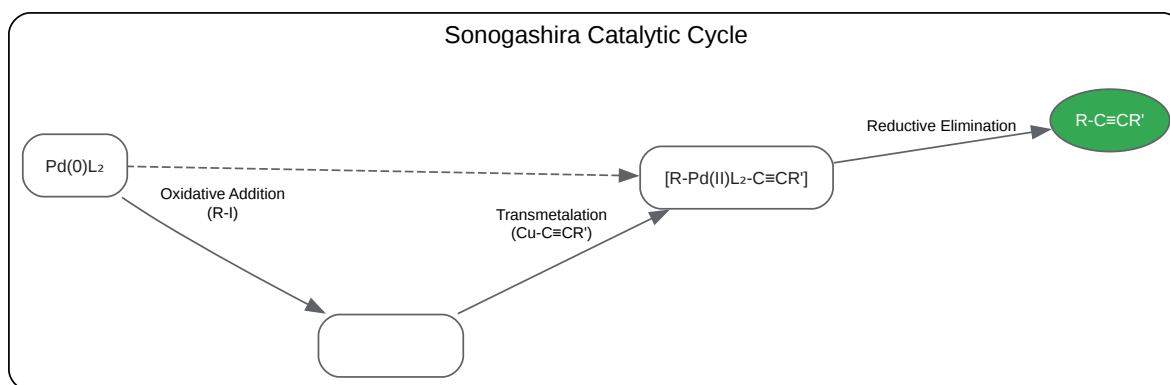 Sonogashira Catalytic Cycle
R-C≡CR'
Reductive Elimination
Pd(0)L₂
[R-Pd(II)L₂-C≡CR']
Oxidative Addition
(R-I)
Transmetalation
(Cu-C≡CR')